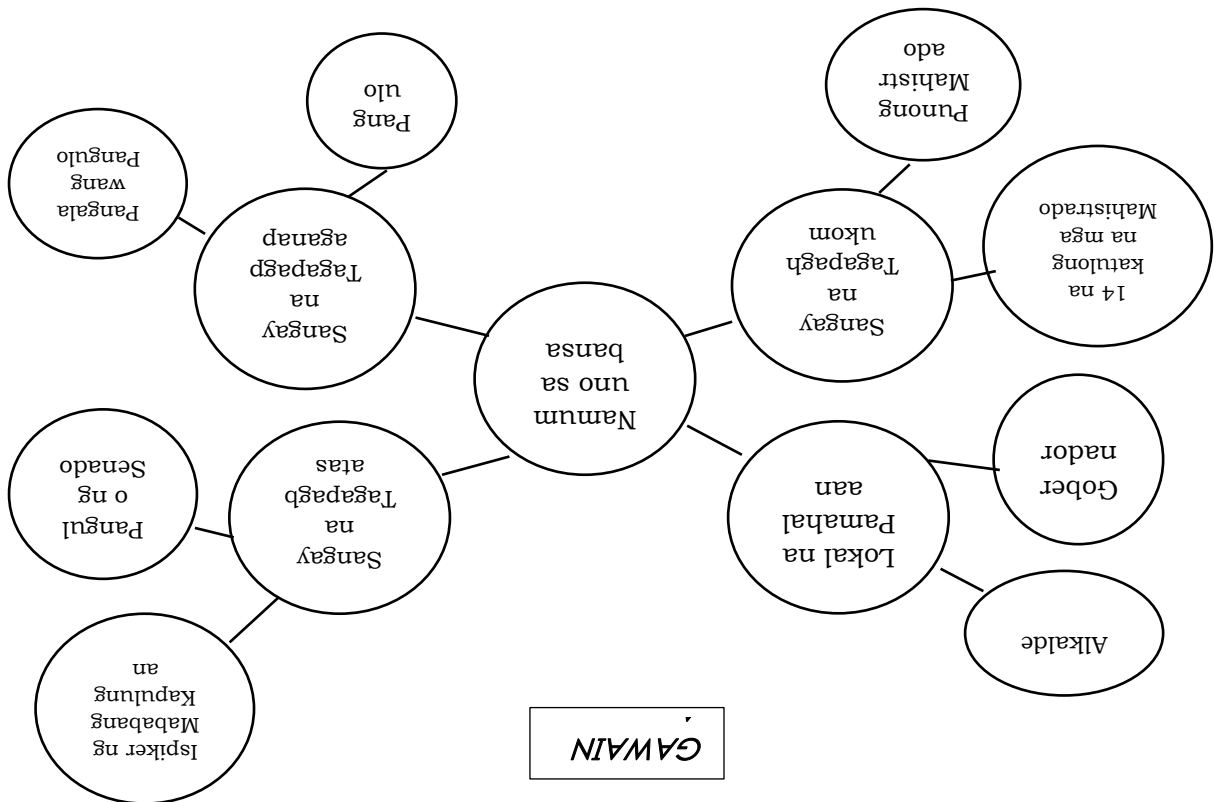 GAWAIN
Ispiker ng
Mababang
Kapulung
an
Alkalde
Lokal na
Pamahal
aan
Sangay
na
Tagapagb
atas
Gober
nador
Pangul
o ng
Senado
Namum
uno sa
bansa
Sangay
na
Tagapagh
ukom
Sangay
na
Tagapagp
aganap
14 na
katulong
na mga
Mahistrado
Pangala
wang
Pangulo
Punong
Mahistr
ado
Pang
ulo